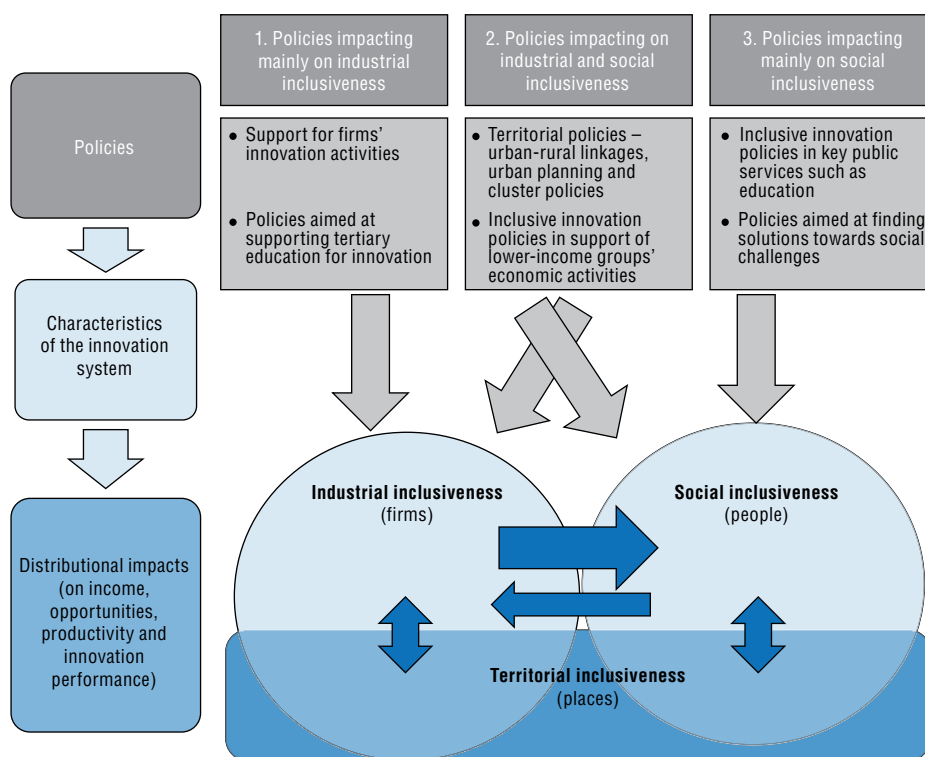 1. Policies impacting
mainly on industrial
inclusiveness
2. Policies impacting on
industrial and social
inclusiveness
3. Policies impacting
mainly on social
inclusiveness
Policies
● Support for firms’
innovation activities
● Policies aimed at
supporting tertiary
education for innovation
● Territorial policies –
urban-rural linkages,
urban planning and
cluster policies
● Inclusive innovation
policies in support of
lower-income groups’
economic activities
● Inclusive innovation
policies in key public
services such as
education
● Policies aimed at finding
solutions towards social
challenges
Characteristics
of the innovation
system
Distributional impacts
(on income,
opportunities,
productivity and
innovation
performance)
Industrial inclusiveness
(firms)
Social inclusiveness
(people)
Territorial inclusiveness
(places)